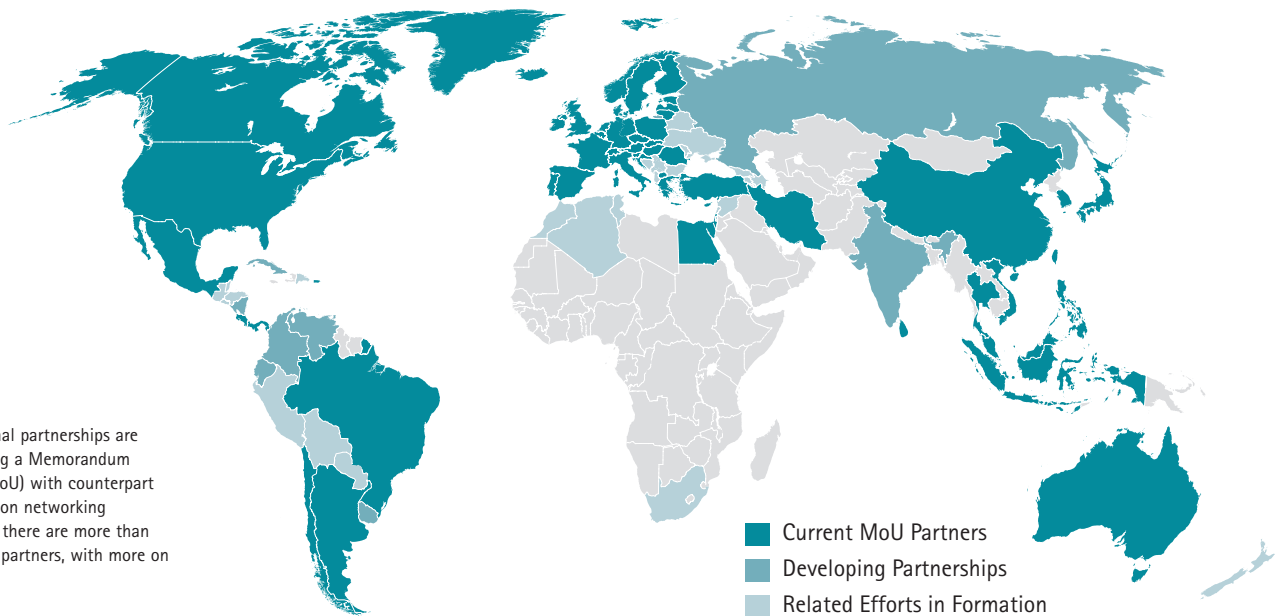 nal partnerships are
g a Memorandum
oU) with counterpart
on networking
there are more than
partners, with more on
Current MoU Partners
Developing Partnerships
Related Efforts in Formation